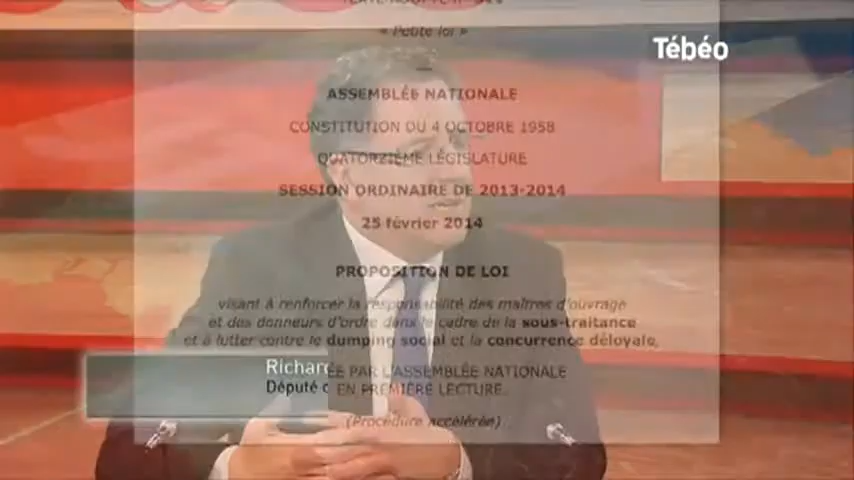 « Petite loi »
Tébéo
ASSEMBLÉE NATIONALE
CONSTITUTION DU 4 OCTOBRE 1958
QUATORZIÈME LÉGISLATURE
SESSION ORDINAIRE DE 2013-2014
25 février 2014
PROPOSITION DE LOI
visant à renforcer la responsabilité des maîtres d'ouvrage
et des donneurs d'ordre dans le cadre de la sous-traitance
et à lutter contre le dumping social et la concurrence déloyale,
Richar
ÉE PAR L'ASSEMBLÉE NATIONALE
Député
EN PREMIÈRE LECTURE.
(Procédure accélérée)